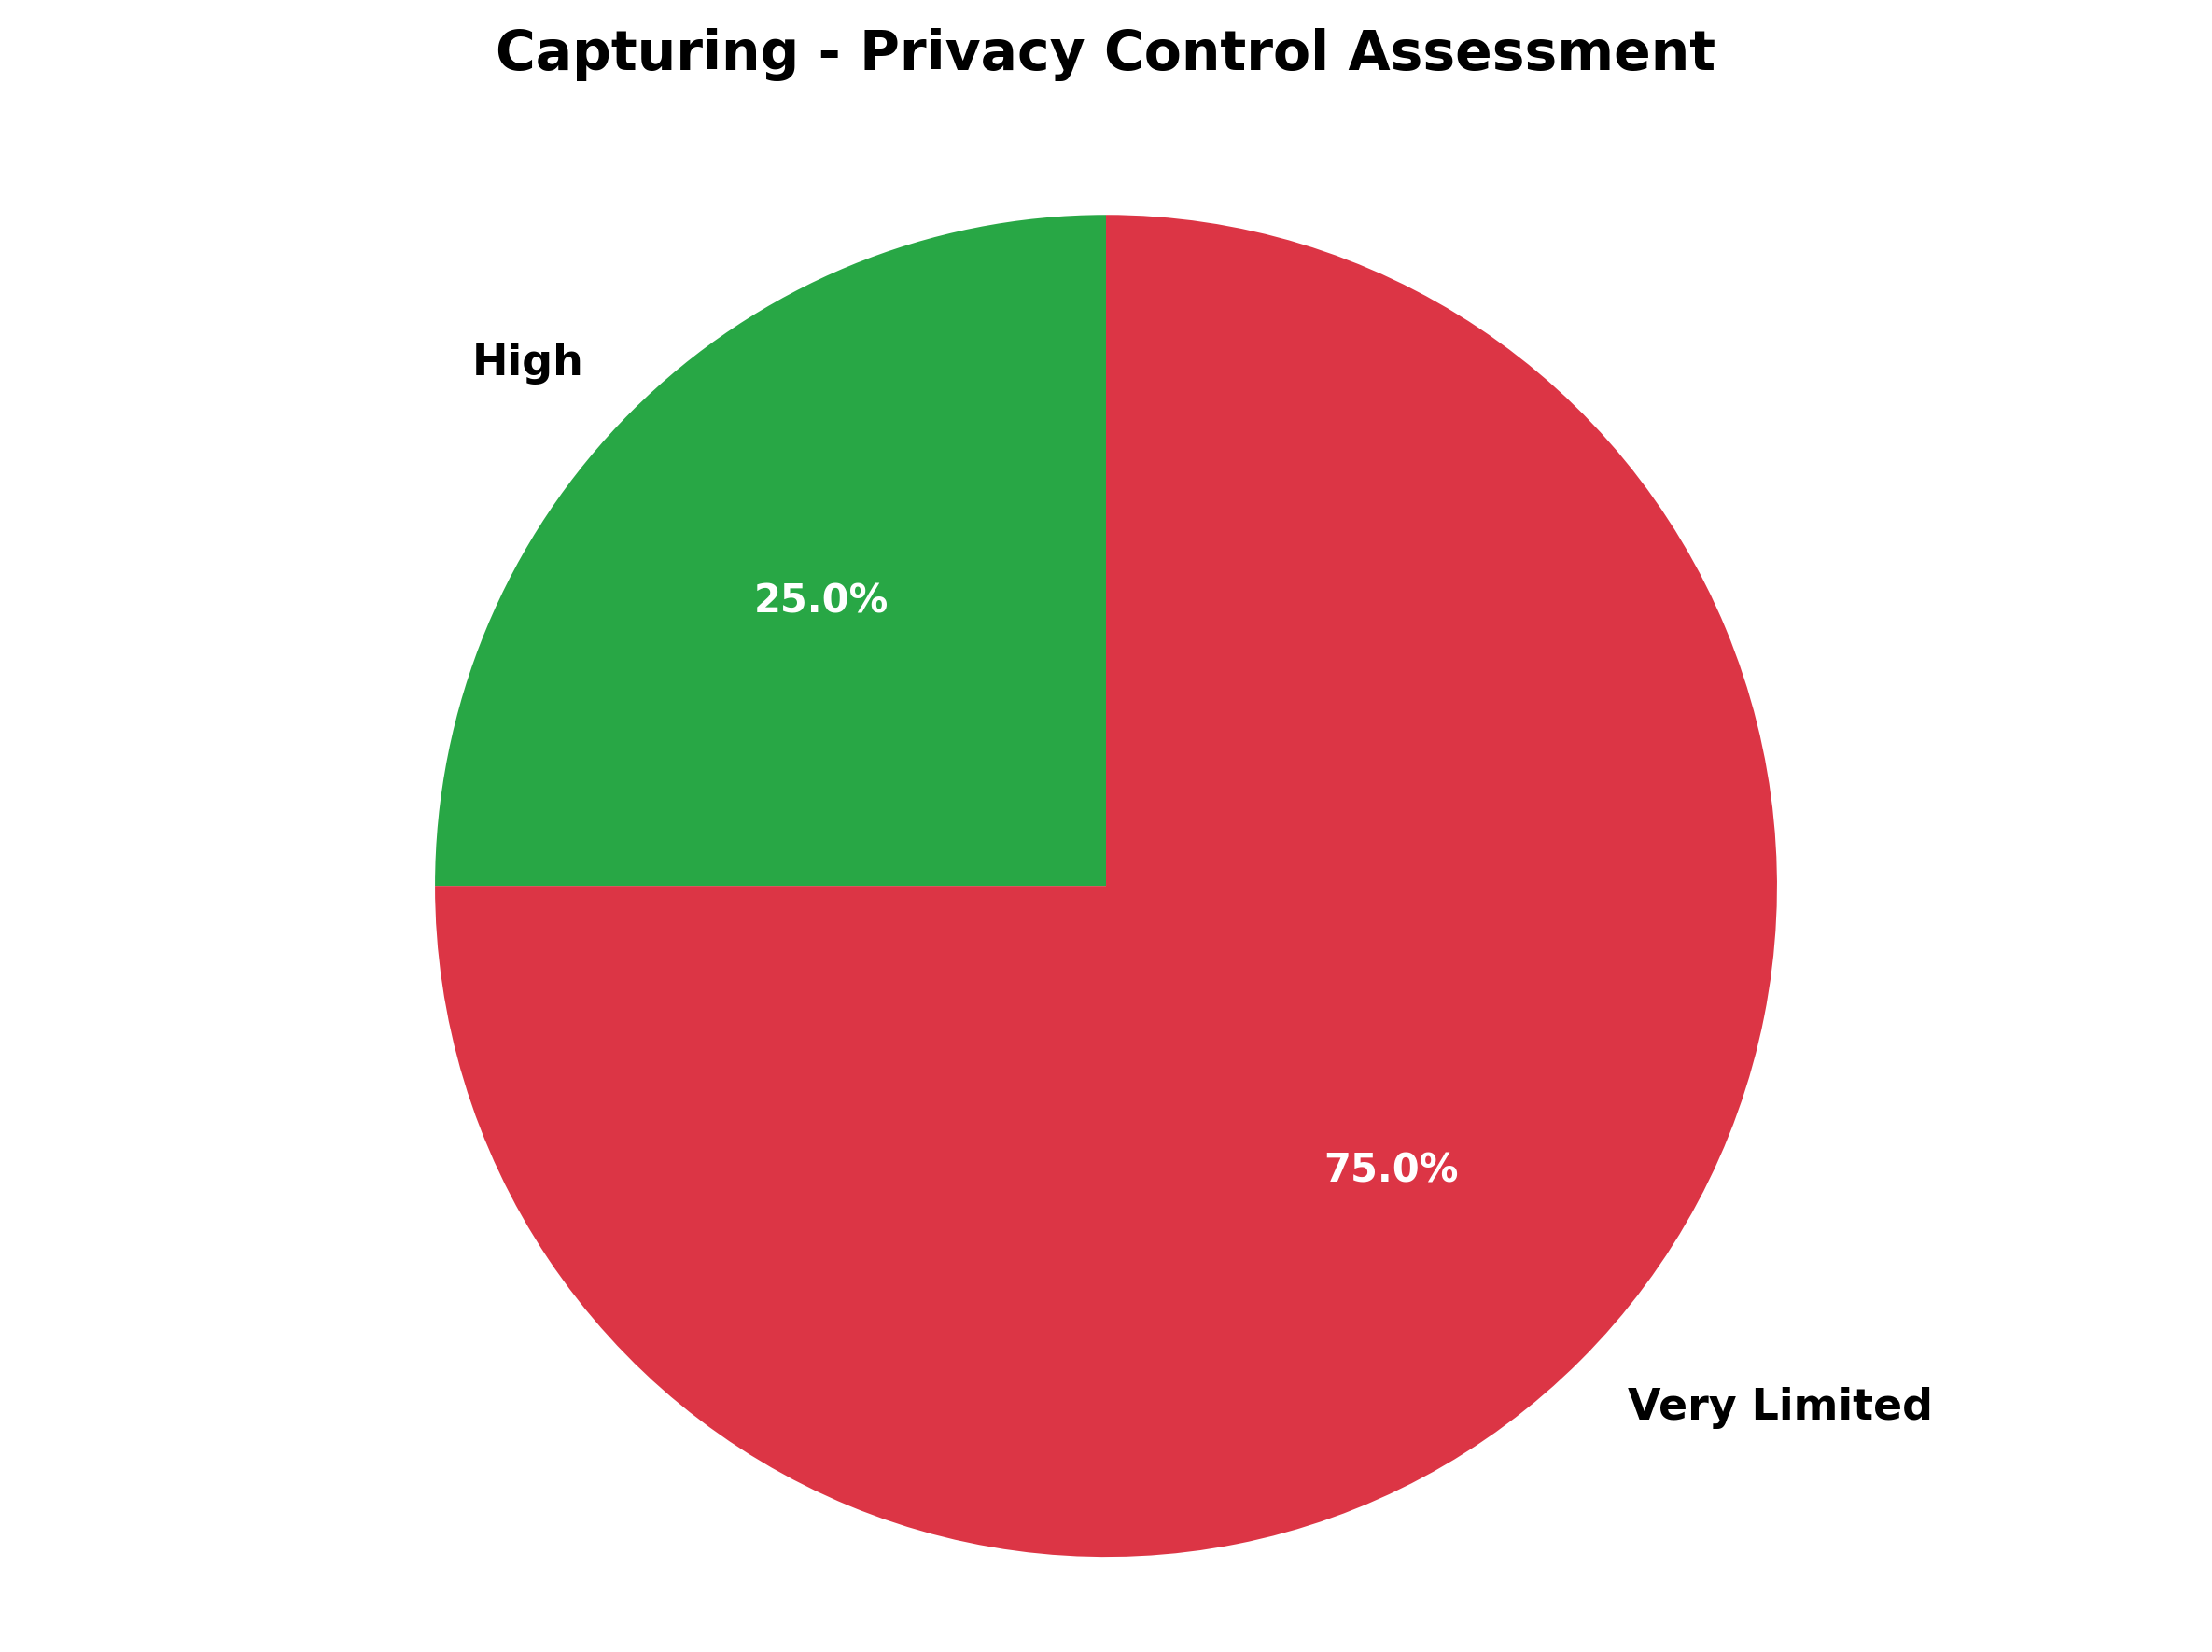 Capturing - Privacy Control Assessment
High
25.0%
75.0%
Very Limited